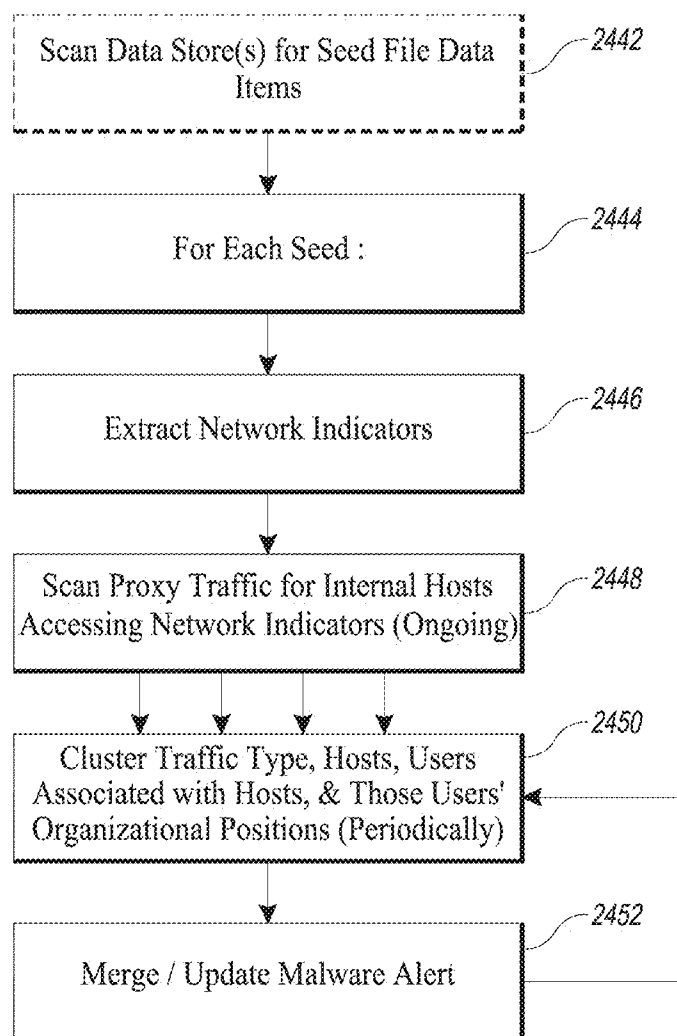 Scan Data Store(s) for Seed File Data
Items
2442
For Each Seed :
2444
Extract Network Indicators
2446
Scan Proxy Traffic for Internal Hosts
Accessing Network Indicators (Ongoing)
2448
Cluster Traffic Type, Hosts, Users
Associated with Hosts, & Those Users'
Organizational Positions (Periodically)
2450
Merge / Update Malware Alert
2452